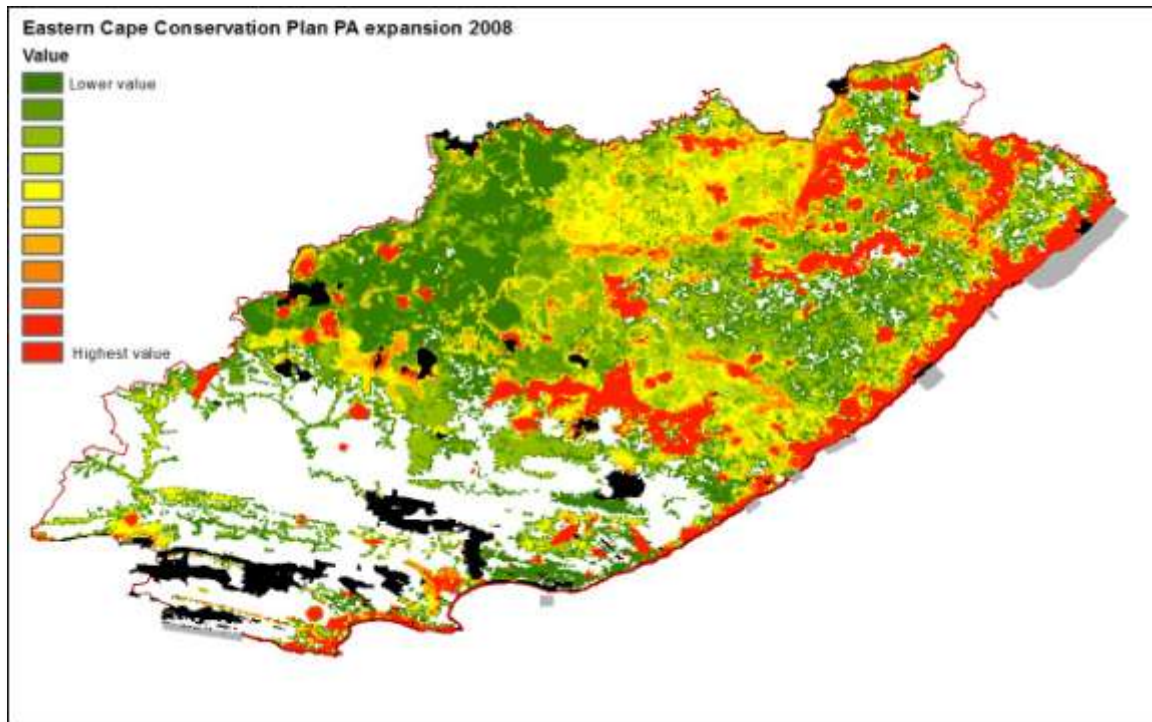 Eastern Cape Conservation Plan PA expansion 2008
Value
Lower value
Highest value